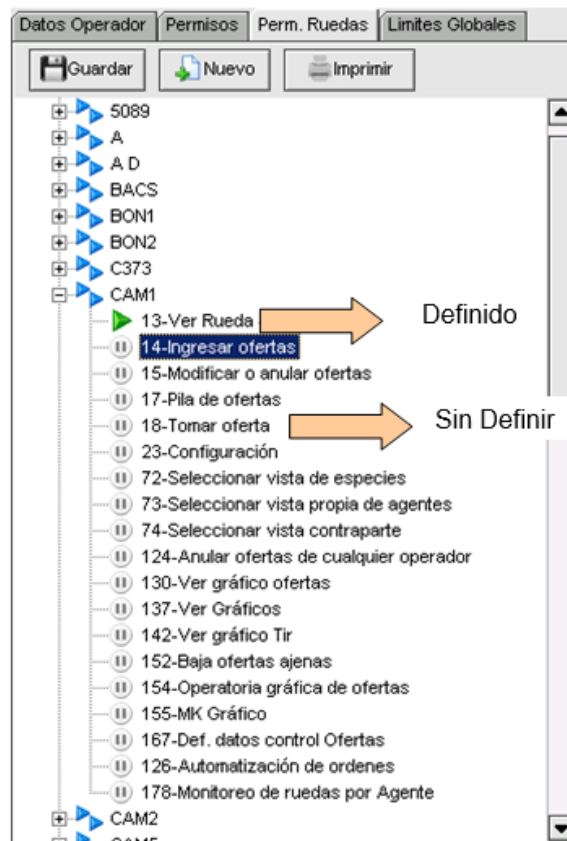 Datos Operador Permisos Perm. Ruedas Limites Globales
Guardar Nuevo Imprimir
5089
A
A D
BACS
BON1
BON2
C373
CAM1
13-Ver Rueda Definido
14-Ingresar ofertas
15-Modificar o anular ofertas
17-Pila de ofertas
18-Tomar oferta Sin Definir
23-Configuración
72-Seleccionar vista de especies
73-Seleccionar vista propia de agentes
74-Seleccionar vista contraparte
124-Anular ofertas de cualquier operador
130-Ver gráfico ofertas
137-Ver Gráficos
142-Ver gráfico Tir
152-Baja ofertas ajenas
154-Operatoria gráfica de ofertas
155-MK Gráfico
167-Def. datos control Ofertas
126-Automatización de ordenes
178-Monitoreo de ruedas por Agente
CAM2